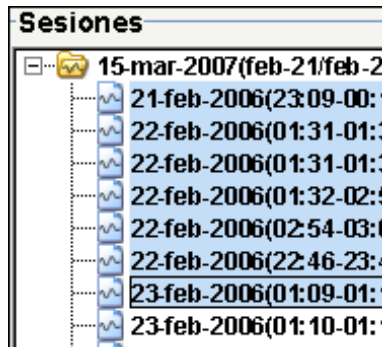 Sesiones
15-mar-2007(feb-21/feb-2
21-feb-2006(23:09-00:
22-feb-2006(01:31-01:
22-feb-2006(01:31-01:
22-feb-2006(01:32-02:
22-feb-2006(02:54-03:
22-feb-2006(22:46-23:
23-feb-2006(01:09-01:
23-feb-2006(01:10-01: